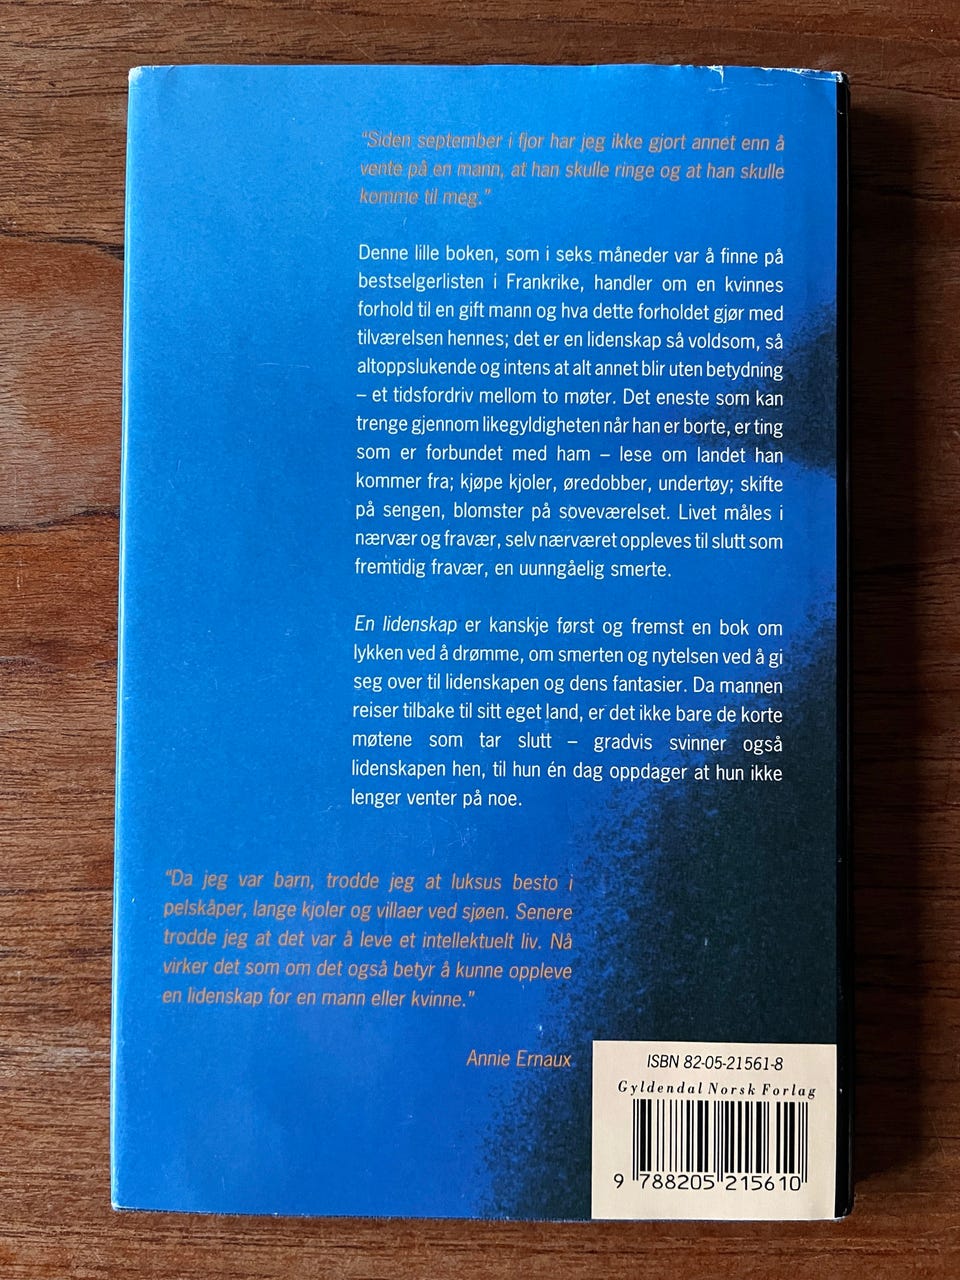 "Siden september i fjor har jeg ikke gjort annet enn å
vente på en mann, at han skulle ringe og at han skulle
komme til meg."
Denne lille boken, som i seks måneder var å finne på
bestselgerlisten i Frankrike, handler om en kvinnes
forhold til en gift mann og hva dette forholdet gjør med
tilværelsen hennes; det er en lidenskap så voldsom, så
altoppslukende og intens at alt annet blir uten betydning
– et tidsfordriv mellom to møter. Det eneste som kan
trenge gjennom likegyldigheten når han er borte, er ting
som er forbundet med ham – lese om landet han
kommer fra; kjøpe kjoler, øredobber, undertøy; skifte
på sengen, blomster på soveværelset. Livet måles i
nærvær og fravær, selv nærværet oppleves til slutt som
fremtidig fravær, en uunngåelig smerte.
En lidenskap er kanskje først og fremst en bok om
lykken ved å drømme, om smerten og nytelsen ved å gi
seg over til lidenskapen og dens fantasier. Da mannen
reiser tilbake til sitt eget land, er det ikke bare de korte
møtene som tar slutt – gradvis svinner også
lidenskapen hen, til hun én dag oppdager at hun ikke
lenger venter på noe.
"Da jeg var barn, trodde jeg at luksus besto i
pelskåper, lange kjoler og villaer ved sjøen. Senere
trodde jeg at det var å leve et intellektuelt liv. Nå
virker det som om det også betyr å kunne oppleve
en lidenskap for en mann eller kvinne."
Annie Ernaux
ISBN 82-05-21561-8
Gyldendal Norsk Forlag
9 788205 215610